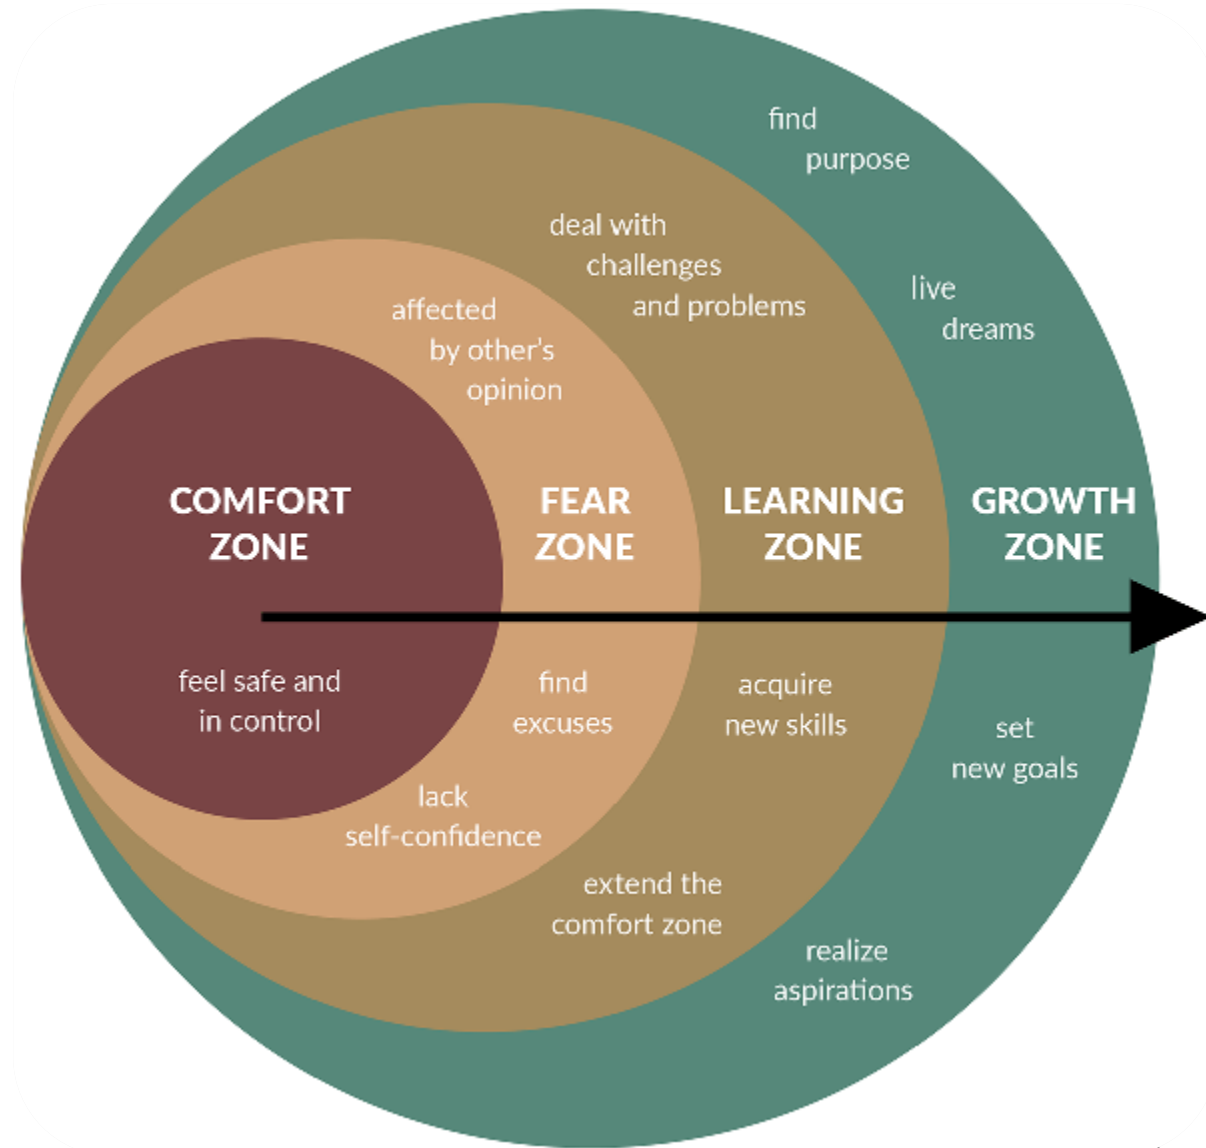 find
purpose
deal with
challenges
and problems
live
dreams
affected
by other's
opinion
COMFORT
ZONE
FEAR
ZONE
LEARNING
ZONE
GROWTH
ZONE
feel safe and
in control
find
excuses
acquire
new skills
set
new goals
lack
self-confidence
extend the
comfort zone
realize
aspirations